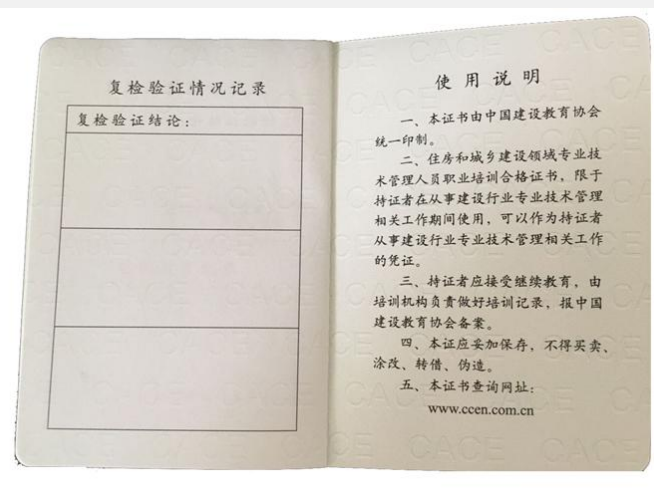 复检验证情况记录
复检验证结论：
使用说明
一、本证书由中国建设教育协会
统一印制。
二、住房和城乡建设领域专业技
术管理人员职业培训合格证书，限于
持证者在从事建设行业专业技术管理
相关工作期间使用，可以作为持证者
从事建设行业专业技术管理相关工作
的凭证。
三、持证者应接受继续教育，由
培训机构负责做好培训记录，报中国
建设教育协会备案。
四、本证应妥加保存，不得买卖、
涂改、转借、伪造。
五、本证书查询网址：
www.ccen.com.cn